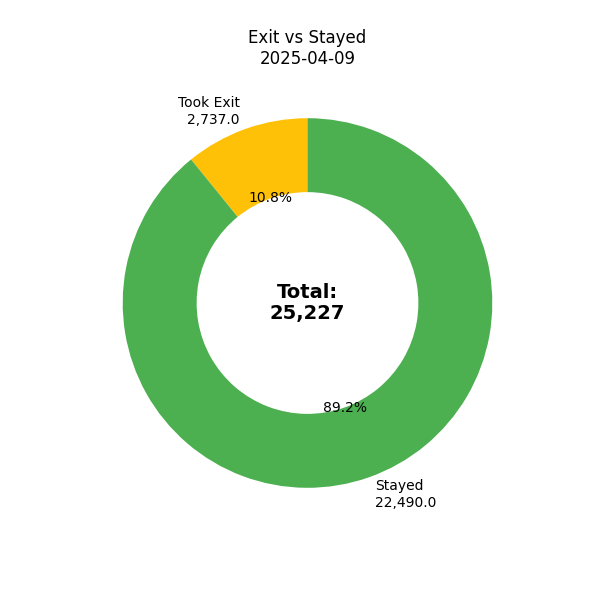 Exit vs Stayed
2025-04-09
Took Exit
2,737.0
10.8%
Total:
25,227
89.2%
Stayed
22,490.0